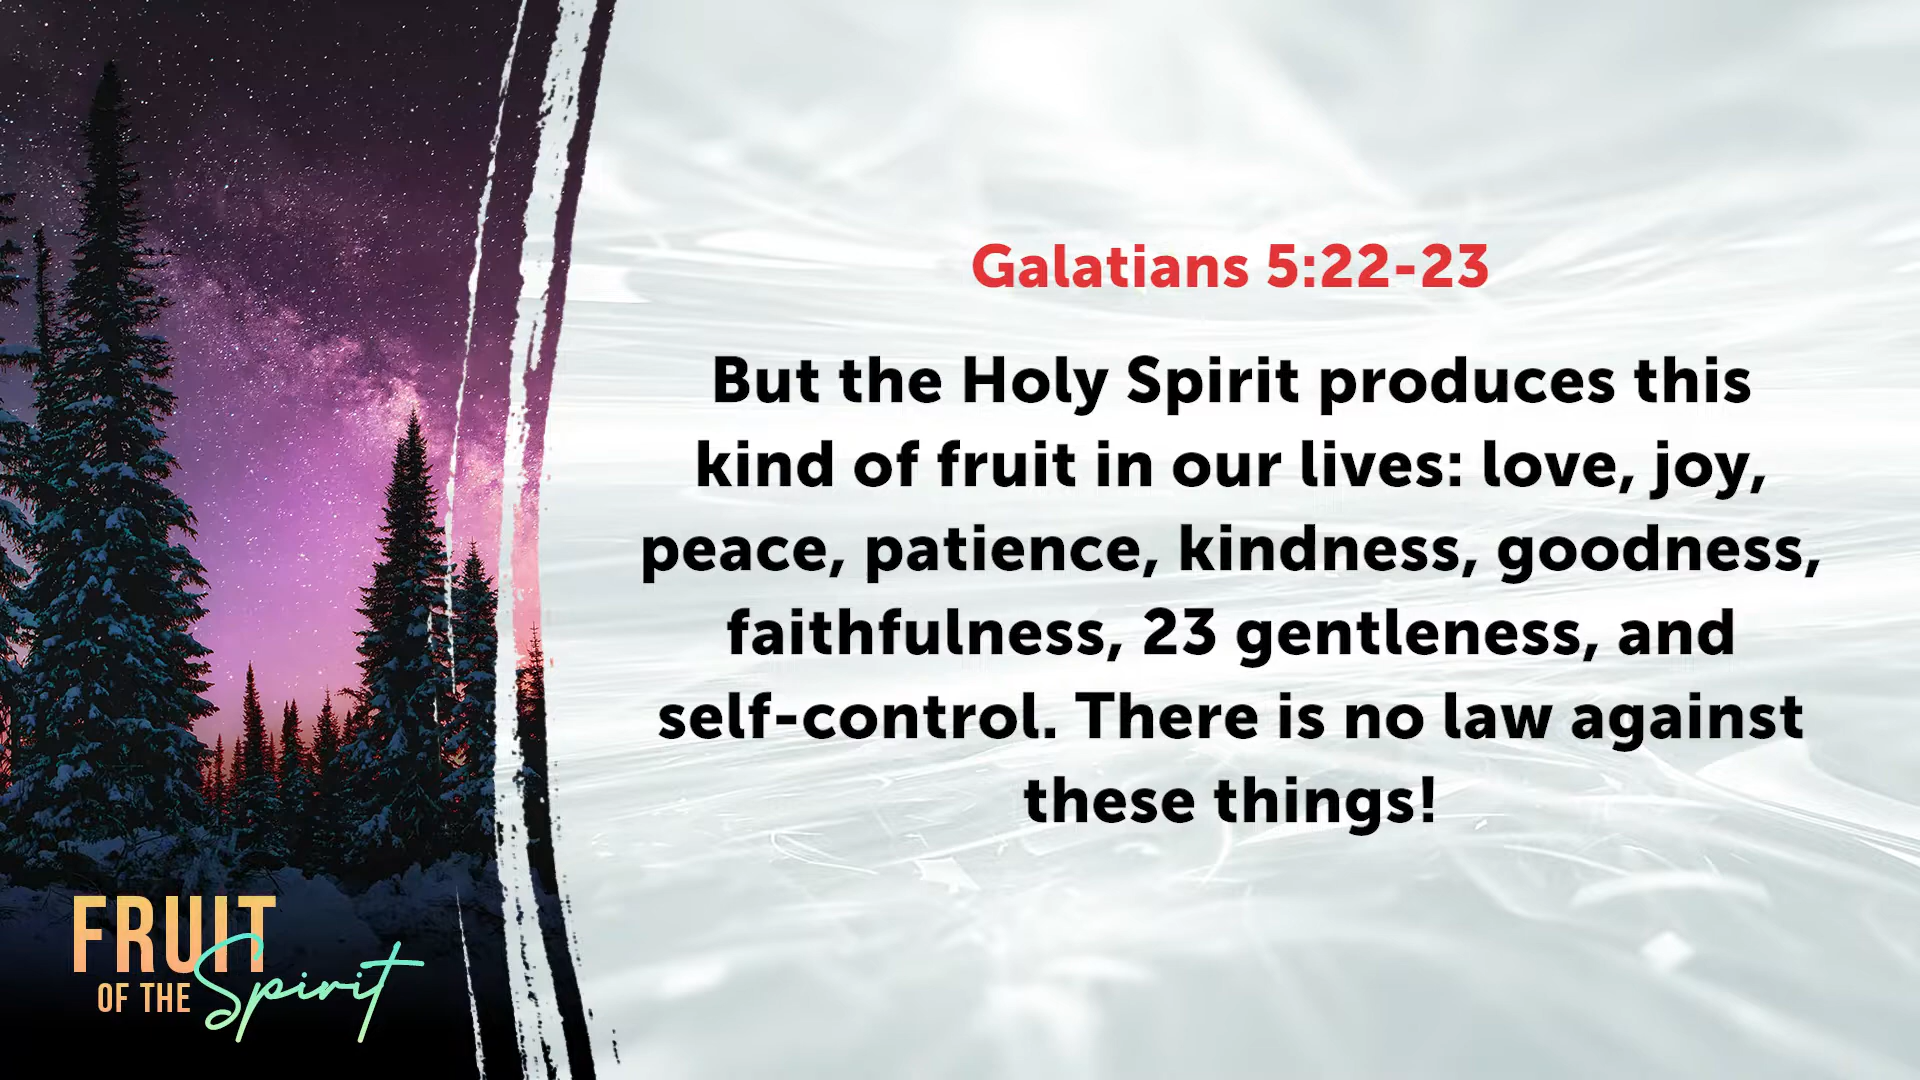 Galatians 5:22-23
But the Holy Spirit produces this
kind of fruit in our lives: love, joy,
peace, patience, kindness, goodness,
faithfulness, 23 gentleness, and
self-control. There is no law against
these things!
FRUIT
OF THE Spirit